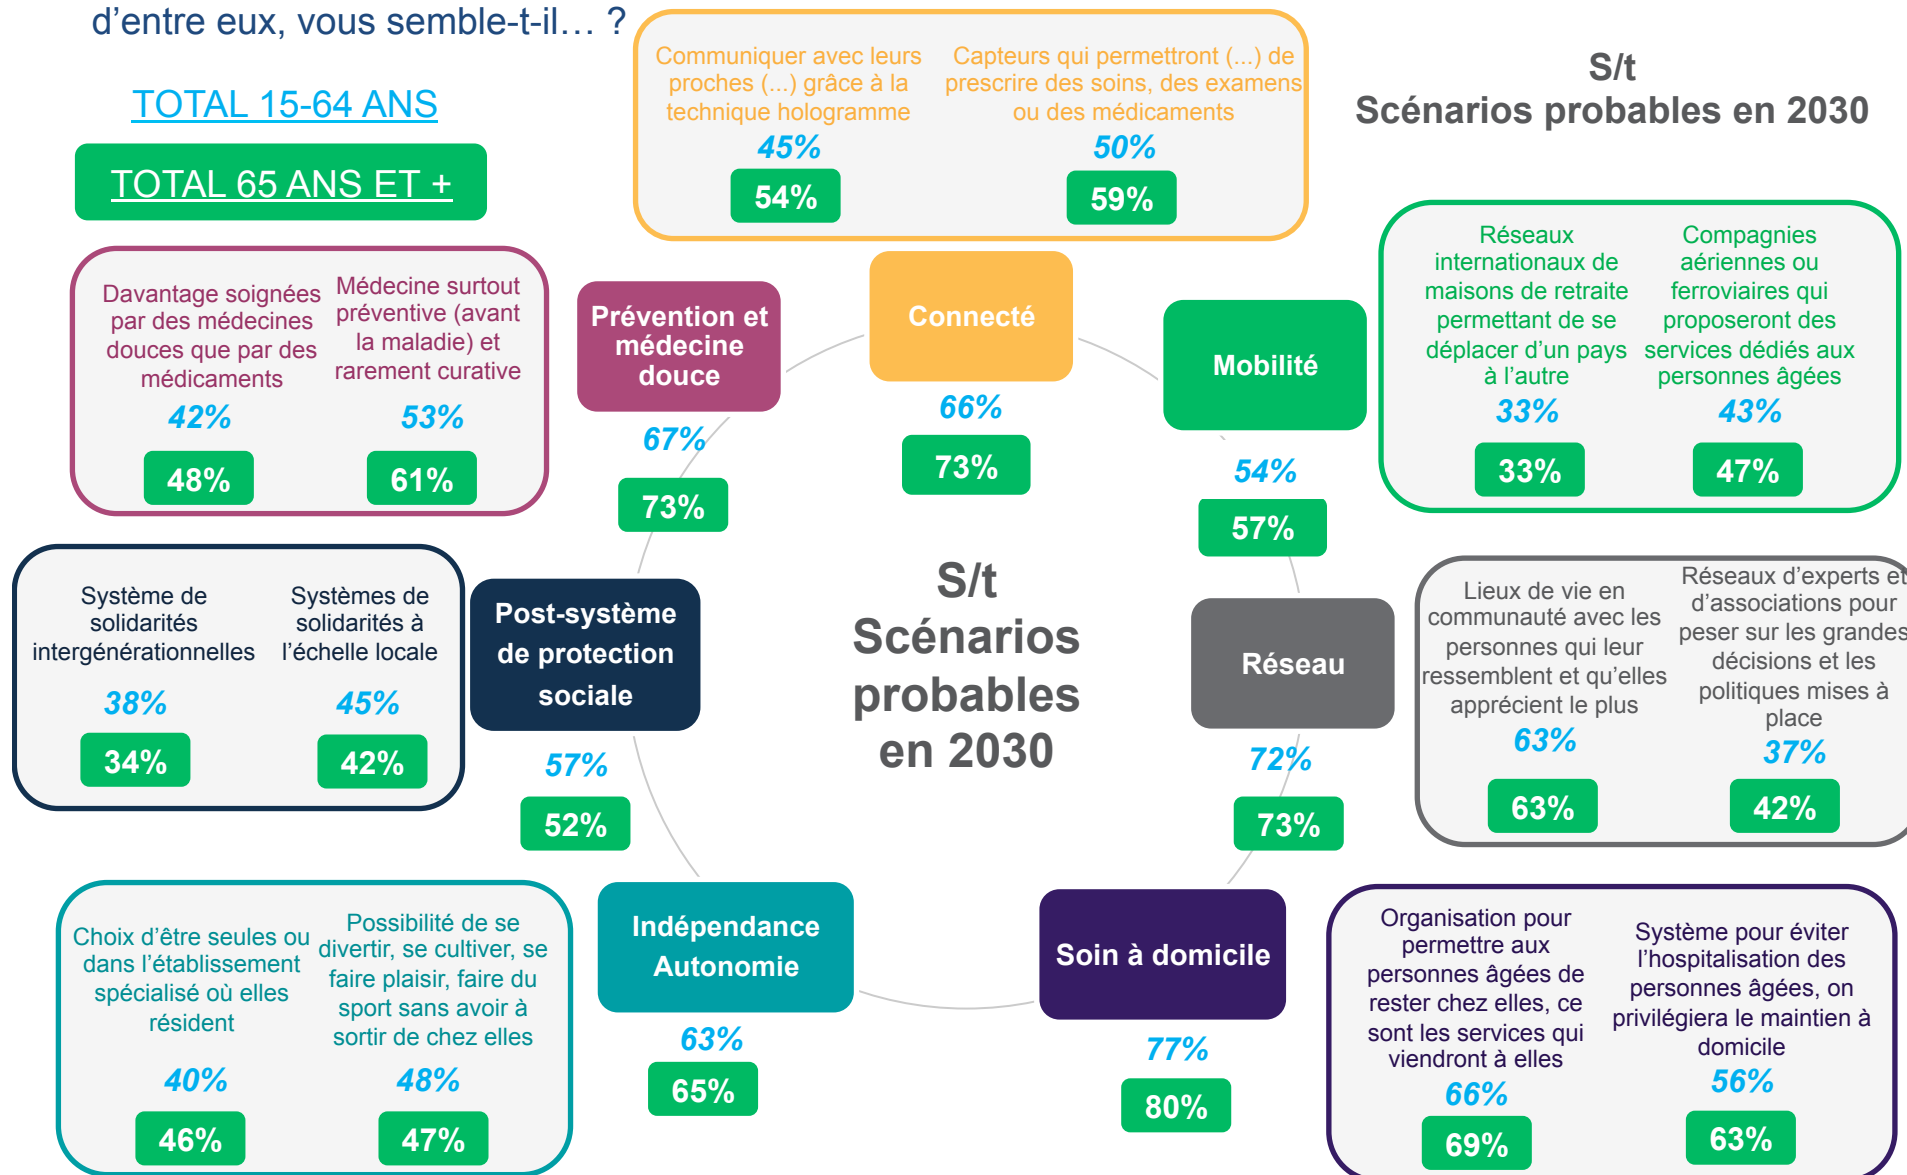 d'entre eux, vous semble-t-il… ?
TOTAL 15-64 ANS
TOTAL 65 ANS ET +
Communiquer avec leurs
proches (...) grâce à la
technique hologramme
45%
54%
Capteurs qui permettront (...) de
prescrire des soins, des examens
ou des médicaments
50%
59%
S/t
Scénarios probables en 2030
Davantage soignées
par des médecines
douces que par des
médicaments
42%
48%
Médecine surtout
préventive (avant
la maladie) et
rarement curative
53%
61%
Prévention et
médecine
douce
67%
73%
Connecté
66%
73%
Mobilité
54%
57%
Réseaux
internationaux de
maisons de retraite
permettant de se
déplacer d'un pays
à l'autre
33%
33%
Compagnies
aériennes ou
ferroviaires qui
proposeront des
services dédiés aux
personnes âgées
43%
47%
Système de
solidarités
intergénérationnelles
38%
34%
Systèmes de
solidarités à
l'échelle locale
45%
42%
Post-système
de protection
sociale
57%
52%
S/t
Scénarios
probables
en 2030
Réseau
72%
73%
Lieux de vie en
communauté avec les
personnes qui leur
ressemblent et qu'elles
apprécient le plus
63%
63%
Réseaux d'experts et
d'associations pour
peser sur les grandes
décisions et les
politiques mises à
place
37%
42%
Choix d'être seules ou
dans l'établissement
spécialisé où elles
résident
40%
46%
Possibilité de se
divertir, se cultiver, se
faire plaisir, faire du
sport sans avoir à
sortir de chez elles
48%
47%
Indépendance
Autonomie
63%
65%
Soin à domicile
77%
80%
Organisation pour
permettre aux
personnes âgées de
rester chez elles, ce
sont les services qui
viendront à elles
66%
69%
Système pour éviter
l'hospitalisation des
personnes âgées, on
privilégiera le maintien à
domicile
56%
63%